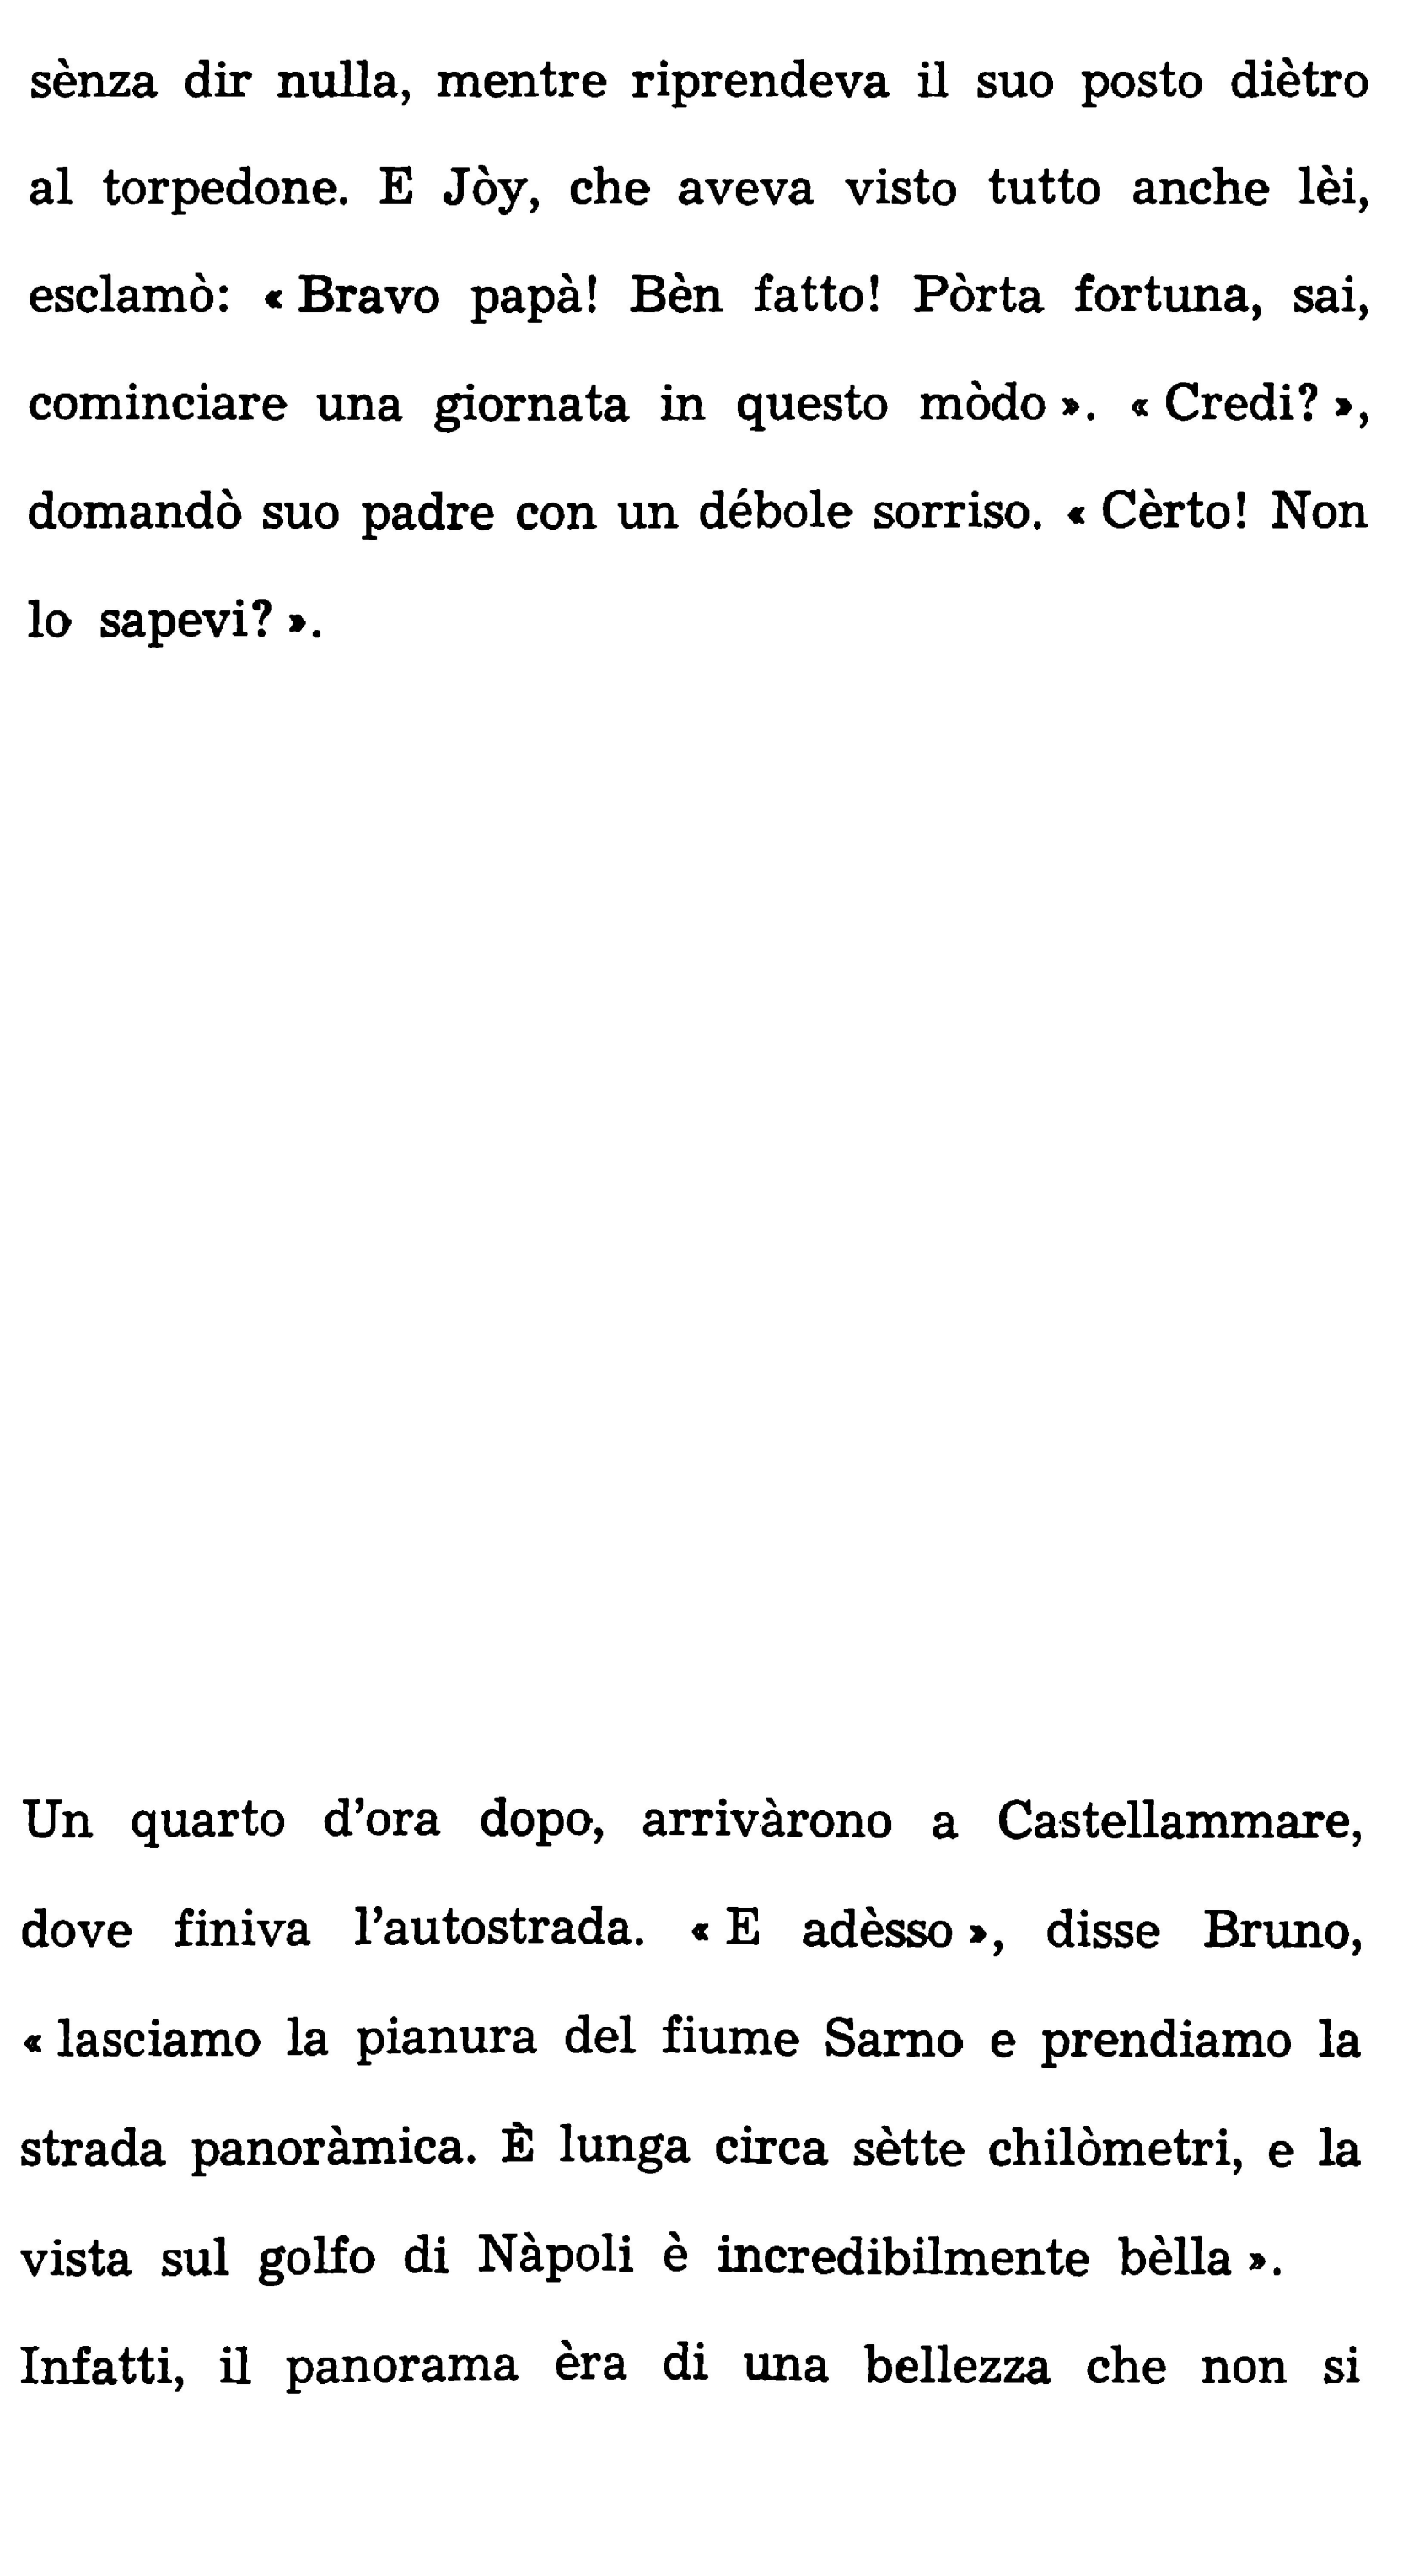 sènza dir nulla, mentre riprendeva il suo posto diètro
al torpedone. E Jòy, che aveva visto tutto anche lèi,
esclamò: « Bravo papà! Bèn fatto! Pòrta fortuna, sai,
cominciare una giornata in questo mòdo ». « Credi? »,
domandò suo padre con un débole sorriso. « Cèrto! Non
lo sapevi? ».
Un quarto d'ora dopo, arrivàrono a Castellammare,
dove finiva l'autostrada. « E adèsso », disse Bruno,
« lasciamo la pianura del fiume Sarno e prendiamo la
strada panoràmica. È lunga circa sètte chilòmetri, e la
vista sul golfo di Nàpoli è incredibilmente bèlla ».
Infatti, il panorama èra di una bellezza che non si